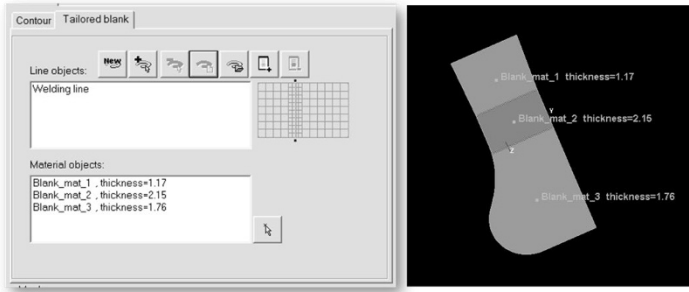 Contour
Tailored blank
Line objects:
New
Welding line
Material objects:
Blank_mat_1 , thickness=1.17
Blank_mat_2 , thickness=2.15
Blank_mat_3 , thickness=1.76
Blank_mat_1 thickness=1.17
Y
Blank_mat_2 thickness=2.15
Z
Blank_mat_3 thickness=1.76